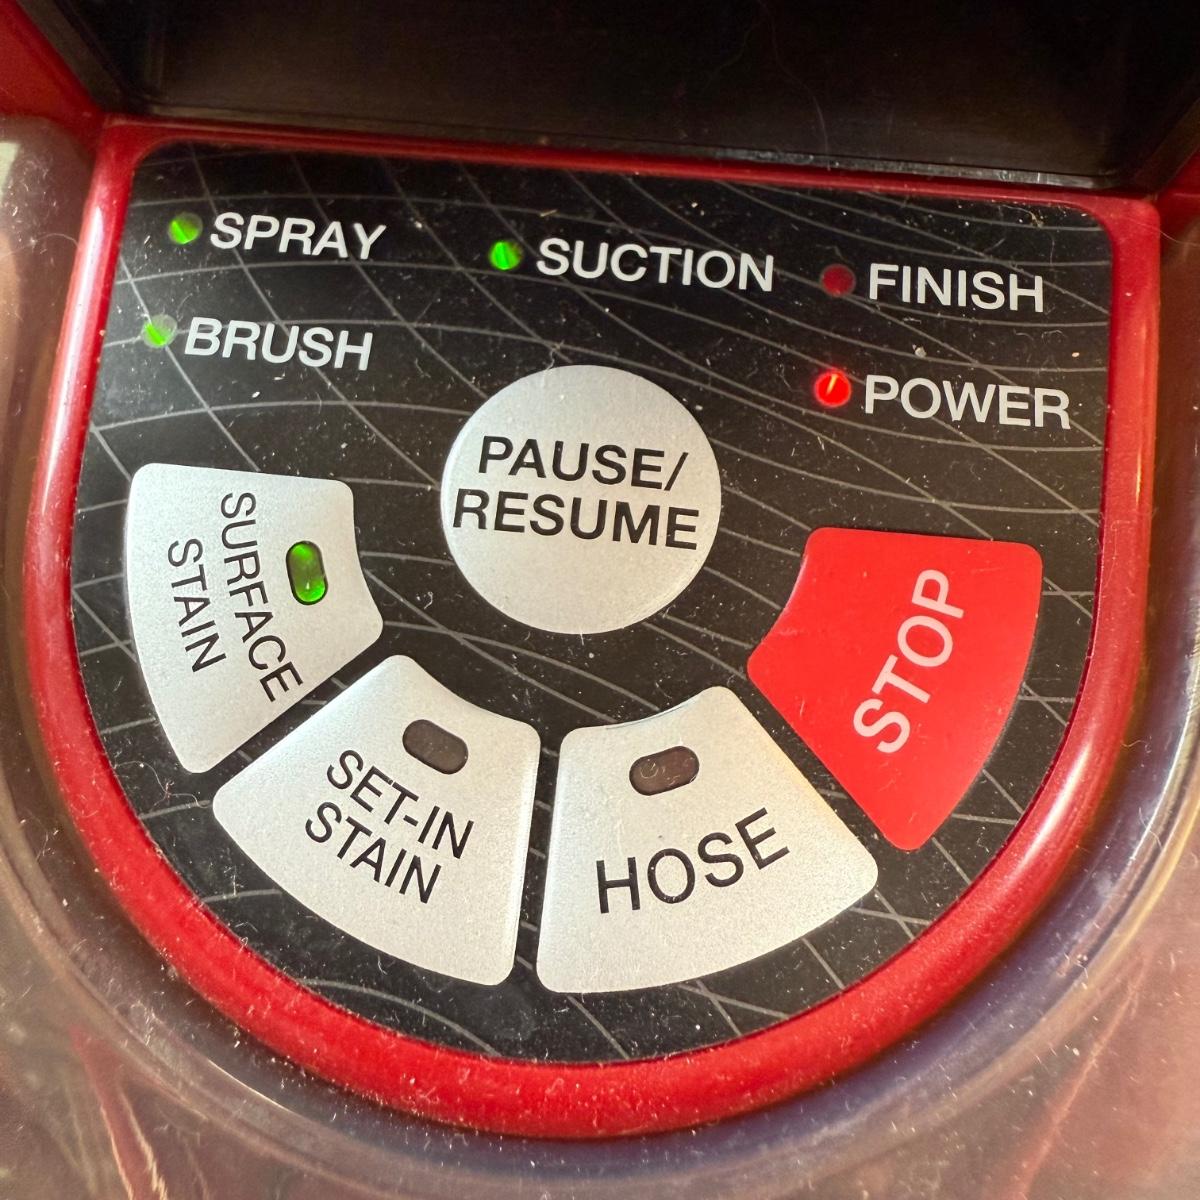 SPRAY
SUCTION
FINISH
BRUSH
POWER
PAUSE/
RESUME
SURFACE
STAIN
SET-IN
STAIN
HOSE
STOP